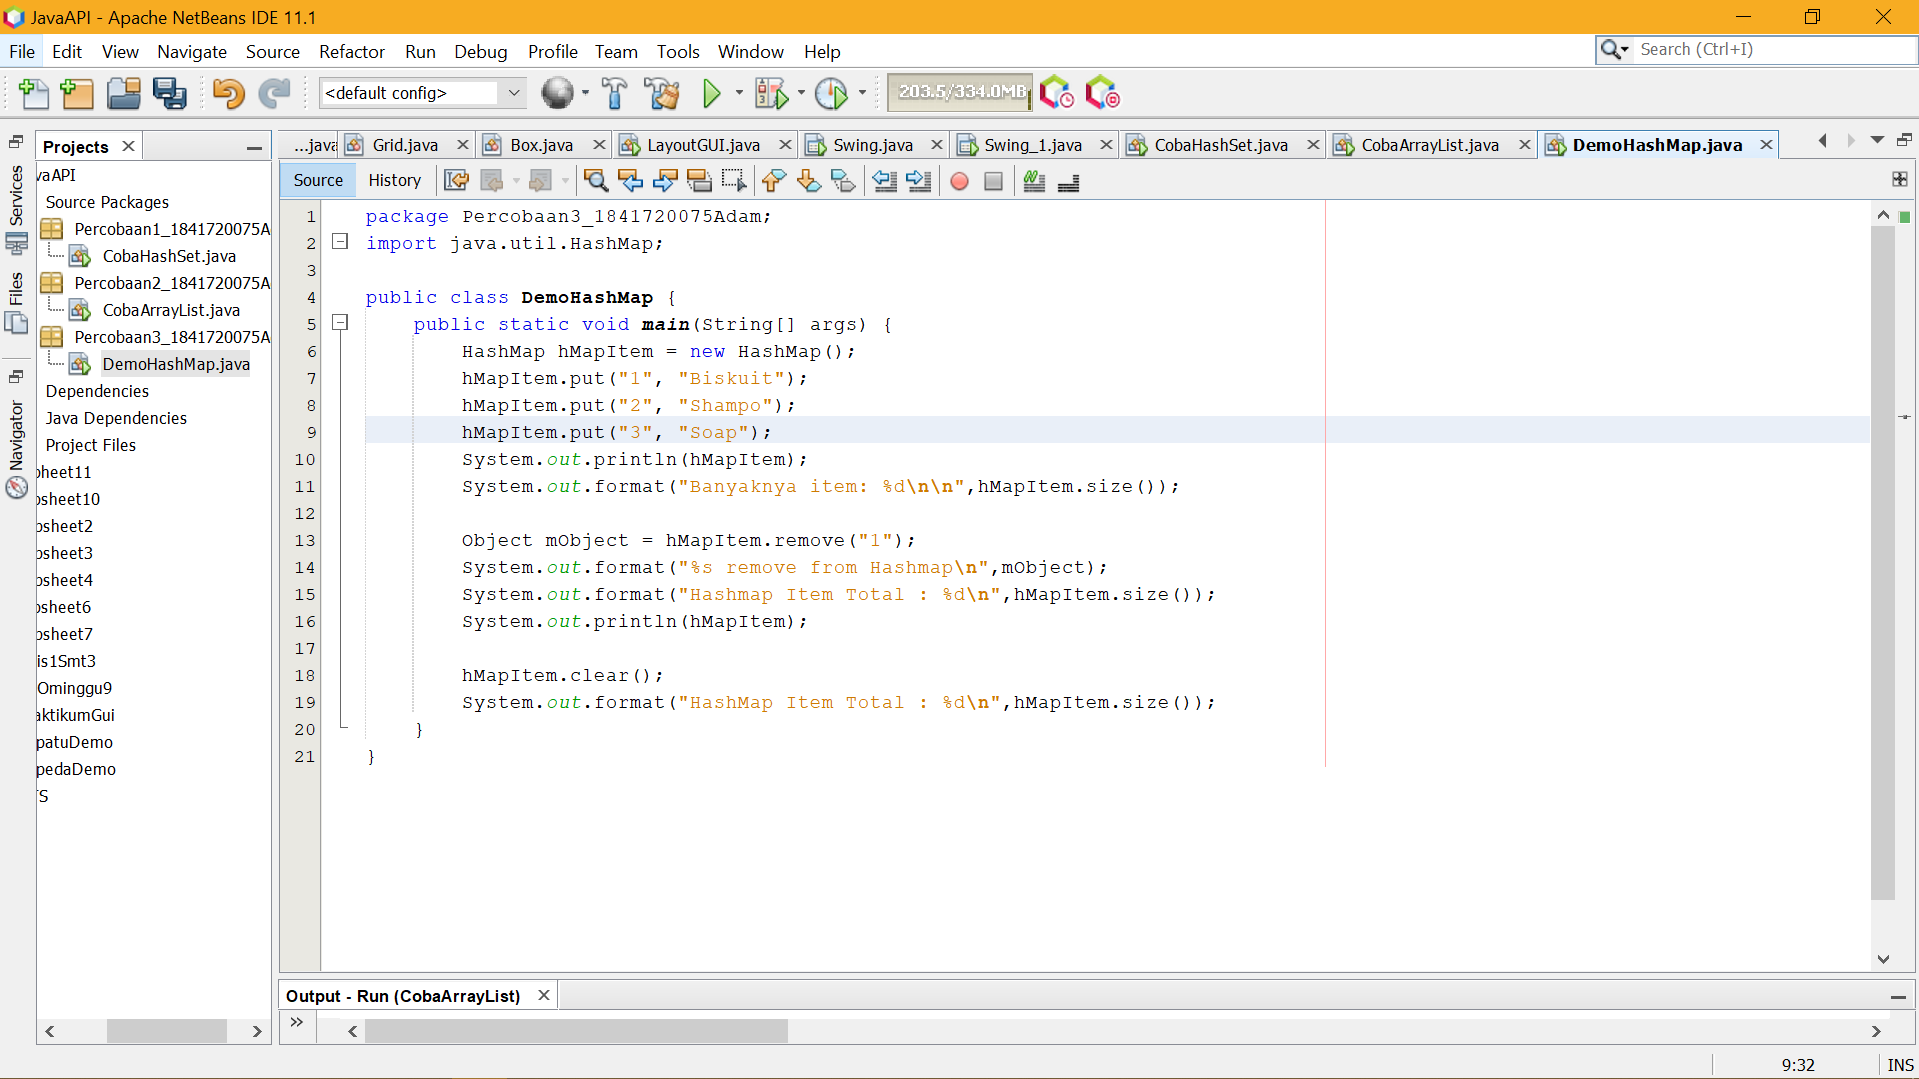 JavaAPI - Apache NetBeans IDE 11.1
File Edit View Navigate Source Refactor Run Debug Profile Team Tools Window Help
Search (Ctrl+I)
<default config>
203.5/334.0MB
Services
Files
Navigator
Projects
vaAPI
Source Packages
Percobaan1_1841720075A
CobaHashSet.java
Percobaan2_1841720075A
CobaArrayList.java
Percobaan3_1841720075A
DemoHashMap.java
Dependencies
Java Dependencies
Project Files
sheet11
sheet10
sheet2
sheet3
sheet4
sheet6
sheet7
is1Smt3
Ominggu9
aktikumGui
patuDemo
pedaDemo
S
...java Grid.java Box.java LayoutGUI.java Swing.java Swing_1.java CobaHashSet.java CobaArrayList.java DemoHashMap.java
Source History
1 package Percobaan3_1841720075Adam;
2 import java.util.HashMap;
3
4 public class DemoHashMap {
5 public static void main(String[] args) {
6 HashMap hMapItem = new HashMap();
7 hMapItem.put("1", "Biskuit");
8 hMapItem.put("2", "Shampo");
9 hMapItem.put("3", "Soap");
10 System.out.println(hMapItem);
11 System.out.format("Banyaknya item: %d\n\n",hMapItem.size());
12
13 Object mObject = hMapItem.remove("1");
14 System.out.format("%s remove from Hashmap\n",mObject);
15 System.out.format("Hashmap Item Total : %d\n",hMapItem.size());
16 System.out.println(hMapItem);
17
18 hMapItem.clear();
19 System.out.format("HashMap Item Total : %d\n",hMapItem.size());
20 }
21 }
Output - Run (CobaArrayList)
9:32 INS